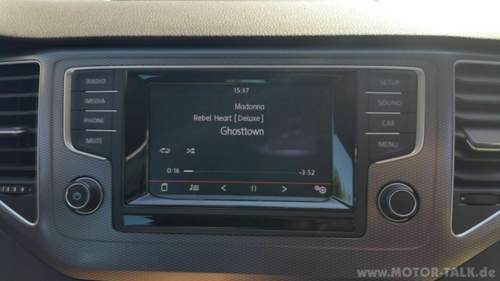 RADIO
MEDIA
PHONE
MUTE
15:37
Madonna
Rebel Heart [Deluxe]
Ghosttown
0:16
-3:52
SETUP
SOUND
CAR
MENU
www.MOTOR-TALK.de